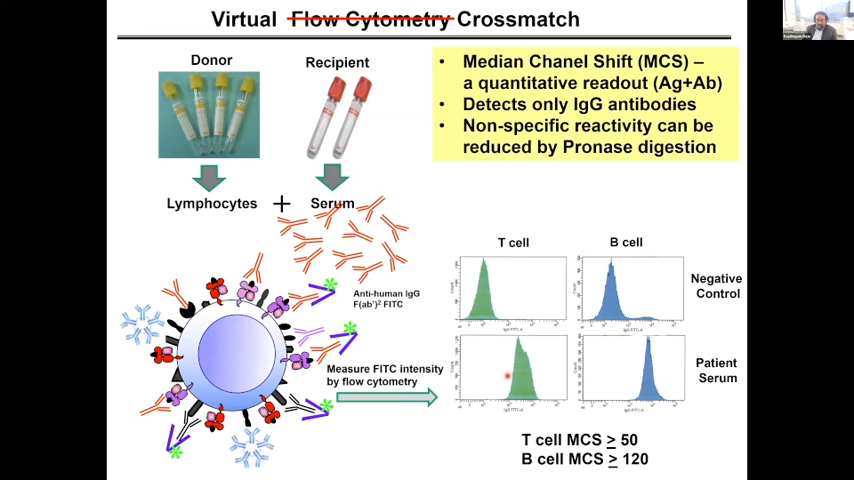 Virtual Flow Cytometry Crossmatch
Donor
Recipient
Lymphocytes + Serum
• Median Chanel Shift (MCS) –
a quantitative readout (Ag+Ab)
• Detects only IgG antibodies
• Non-specific reactivity can be
reduced by Pronase digestion
Anti-human IgG
F(ab')2 FITC
Measure FITC intensity
by flow cytometry
T cell
B cell
Negative
Control
Patient
Serum
T cell MCS ≥ 50
B cell MCS ≥ 120